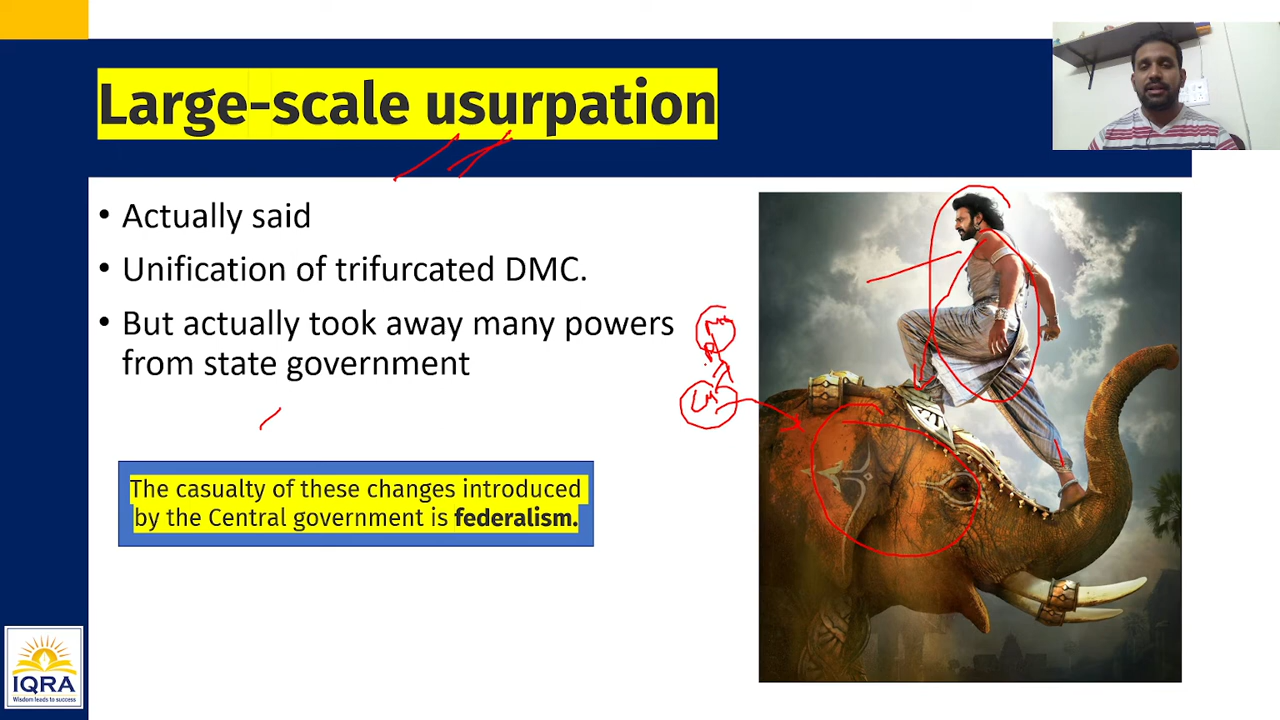 Large-scale usurpation
• Actually said
• Unification of trifurcated DMC.
• But actually took away many powers
from state government
The casualty of these changes introduced
by the Central government is federalism.
IQRA
Wisdom leads to success